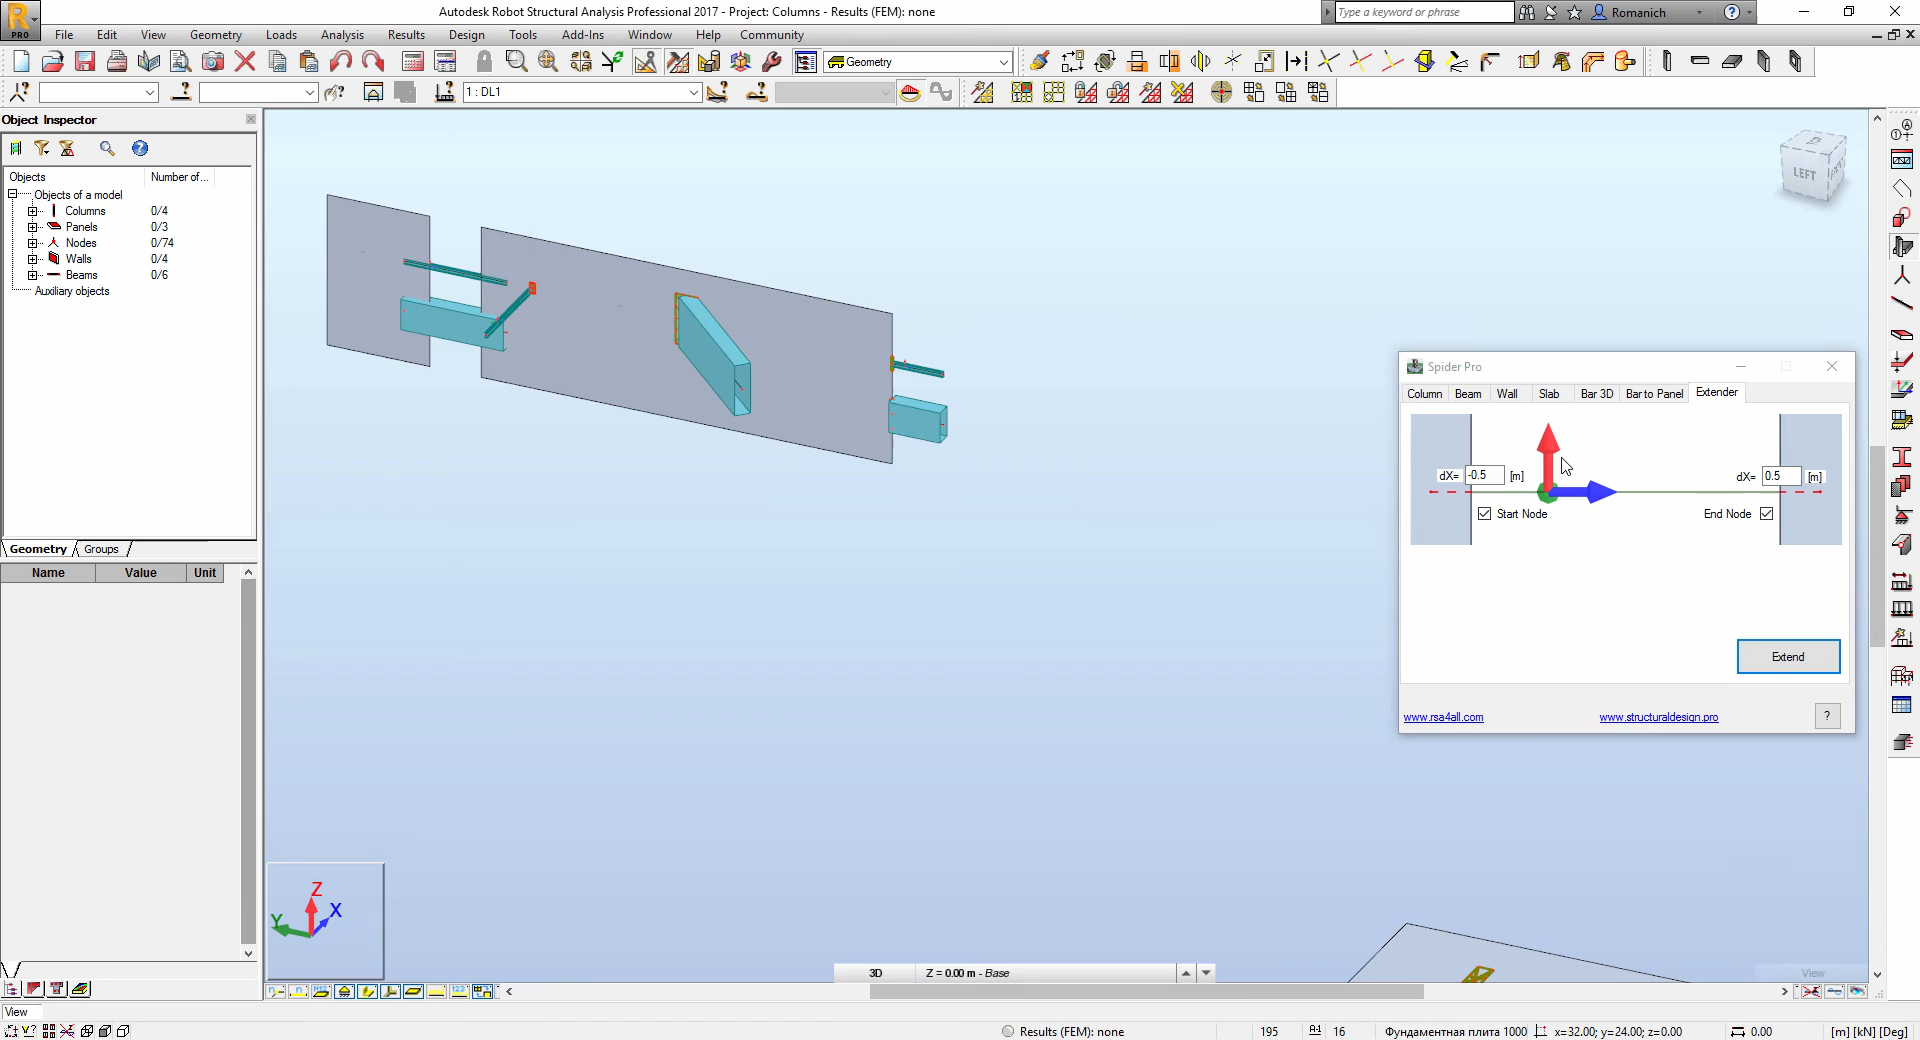 Autodesk Robot Structural Analysis Professional 2017 - Project: Columns - Results (FEM): none
Type a keyword or phrase
Romanich
PRO
File Edit View Geometry Loads Analysis Results Design Tools Add-Ins Window Help Community
Geometry
1 : DL1
Object Inspector
Objects Number of...
Objects of a model
Columns 0/4
Panels 0/3
Nodes 0/74
Walls 0/4
Beams 0/6
Auxiliary objects
Geometry Groups
Name Value Unit
LEFT
Spider Pro
Column Beam Wall Slab Bar 3D Bar to Panel Extender
dX= -0.5 [m] dX= 0.5 [m]
Start Node End Node
Extend
www.rsa4all.com www.structuraldesign.pro ?
Z
X
Y
3D Z = 0.00 m - Base
View
View
Results (FEM): none 195 16 Фундаментная плита 1000 x=32.00; y=24.00; z=0.00 0.00 [m] [kN] [Deg]